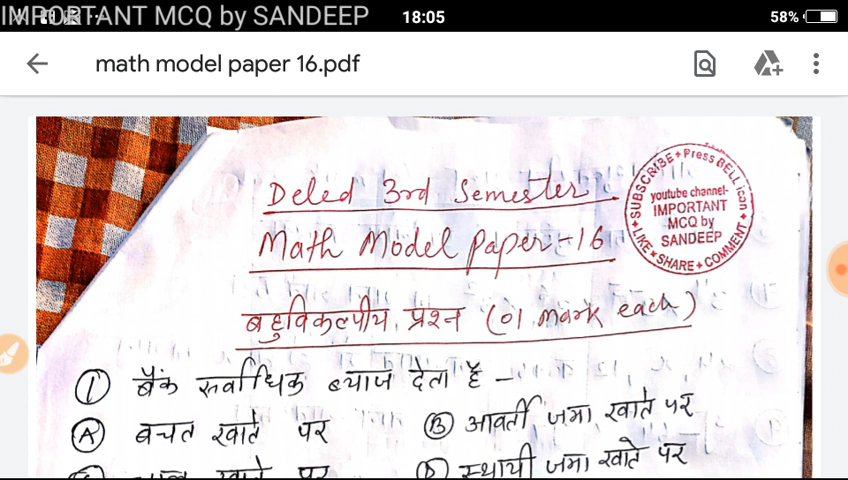 IMPORTANT MCQ by SANDEEP 18:05 58%
math model paper 16.pdf
Deled 3rd Semester
SUBSCRIBE + Press BELL icon + COMMENT + SHARE + LIKE +
youtube channel-
IMPORTANT
MCQ by
SANDEEP
Math Model Paper-16
बहुविकल्पीय प्रश्न (01 mark each)
① बैंक सर्वाधिक ब्याज देता है -
Ⓐ बचत खाते पर Ⓑ आवर्ती जमा खाते पर
खाते पर Ⓓ स्थायी जमा खाते पर